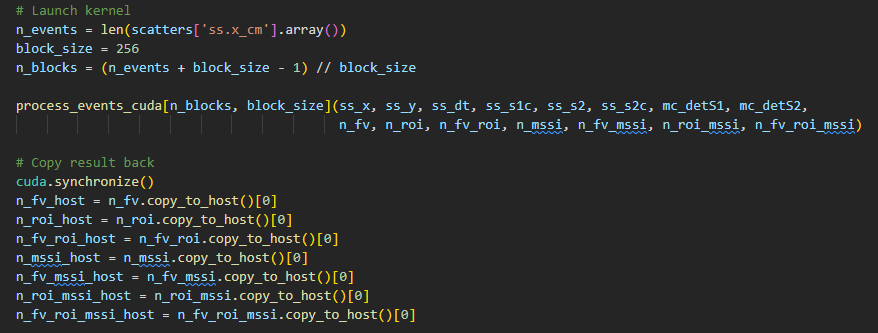 # Launch kernel
n_events = len(scatters['ss.x_cm'].array())
block_size = 256
n_blocks = (n_events + block_size - 1) // block_size
process_events_cuda[n_blocks, block_size](ss_x, ss_y, ss_dt, ss_s1c, ss_s2, ss_s2c, mc_detS1, mc_detS2,
n_fv, n_roi, n_fv_roi, n_mssi, n_fv_mssi, n_roi_mssi, n_fv_roi_mssi)
# Copy result back
cuda.synchronize()
n_fv_host = n_fv.copy_to_host()[0]
n_roi_host = n_roi.copy_to_host()[0]
n_fv_roi_host = n_fv_roi.copy_to_host()[0]
n_mssi_host = n_mssi.copy_to_host()[0]
n_fv_mssi_host = n_fv_mssi.copy_to_host()[0]
n_roi_mssi_host = n_roi_mssi.copy_to_host()[0]
n_fv_roi_mssi_host = n_fv_roi_mssi.copy_to_host()[0]